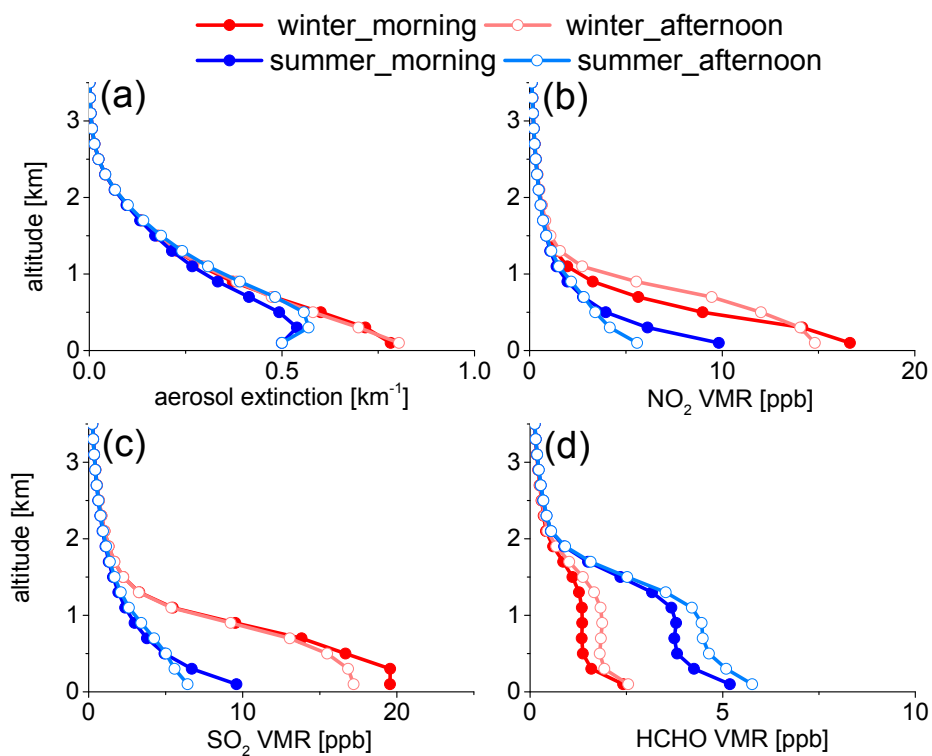 winter_morning winter_afternoon
summer_morning summer_afternoon
(a) (b)
3
2
1
0
altitude [km]
0.0 0.5 1.0
aerosol extinction [km⁻¹]
3
2
1
0
0 10 20
NO₂ VMR [ppb]
(c) (d)
3
2
1
0
altitude [km]
0 10 20
SO₂ VMR [ppb]
3
2
1
0
0 5 10
HCHO VMR [ppb]